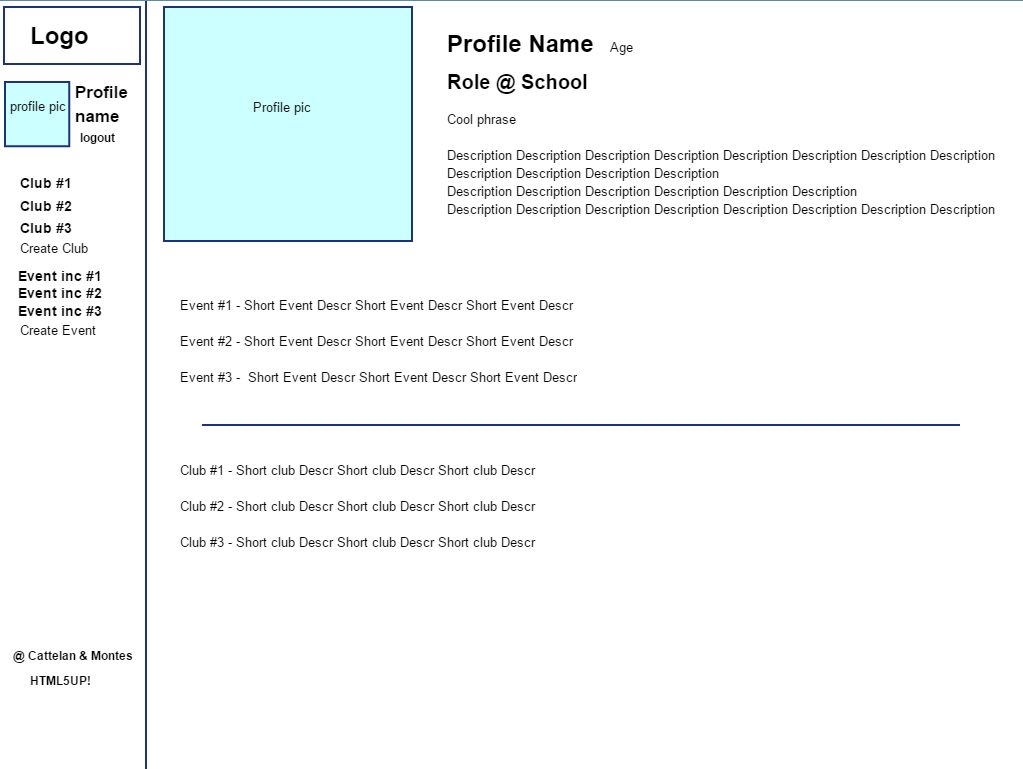 Logo
profile pic
Profile
name
logout
Club #1
Club #2
Club #3
Create Club
Event inc #1
Event inc #2
Event inc #3
Create Event
@ Cattelan & Montes
HTML5UP!
Profile pic
Profile Name Age
Role @ School
Cool phrase
Description Description Description Description Description Description Description Description
Description Description Description Description
Description Description Description Description Description Description
Description Description Description Description Description Description Description Description
Event #1 - Short Event Descr Short Event Descr Short Event Descr
Event #2 - Short Event Descr Short Event Descr Short Event Descr
Event #3 - Short Event Descr Short Event Descr Short Event Descr
Club #1 - Short club Descr Short club Descr Short club Descr
Club #2 - Short club Descr Short club Descr Short club Descr
Club #3 - Short club Descr Short club Descr Short club Descr